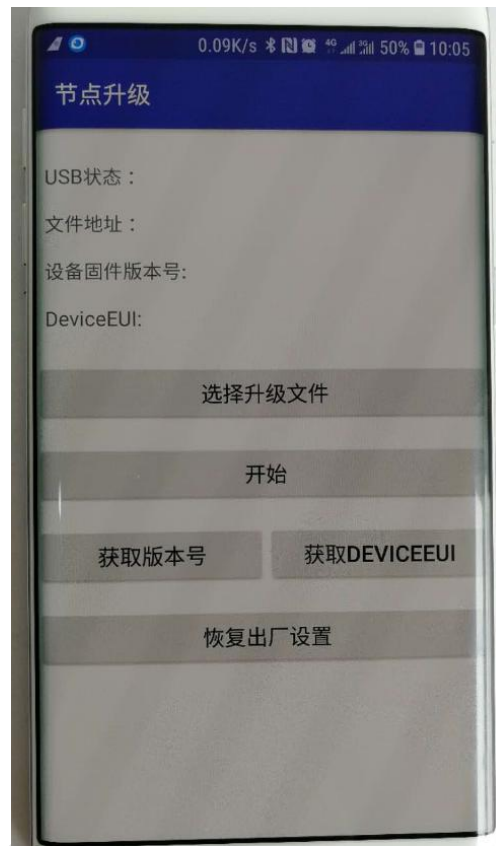 0.09K/s 4G 3G 50% 10:05
节点升级
USB状态：
文件地址：
设备固件版本号:
DeviceEUI:
选择升级文件
开始
获取版本号 获取DEVICEEUI
恢复出厂设置